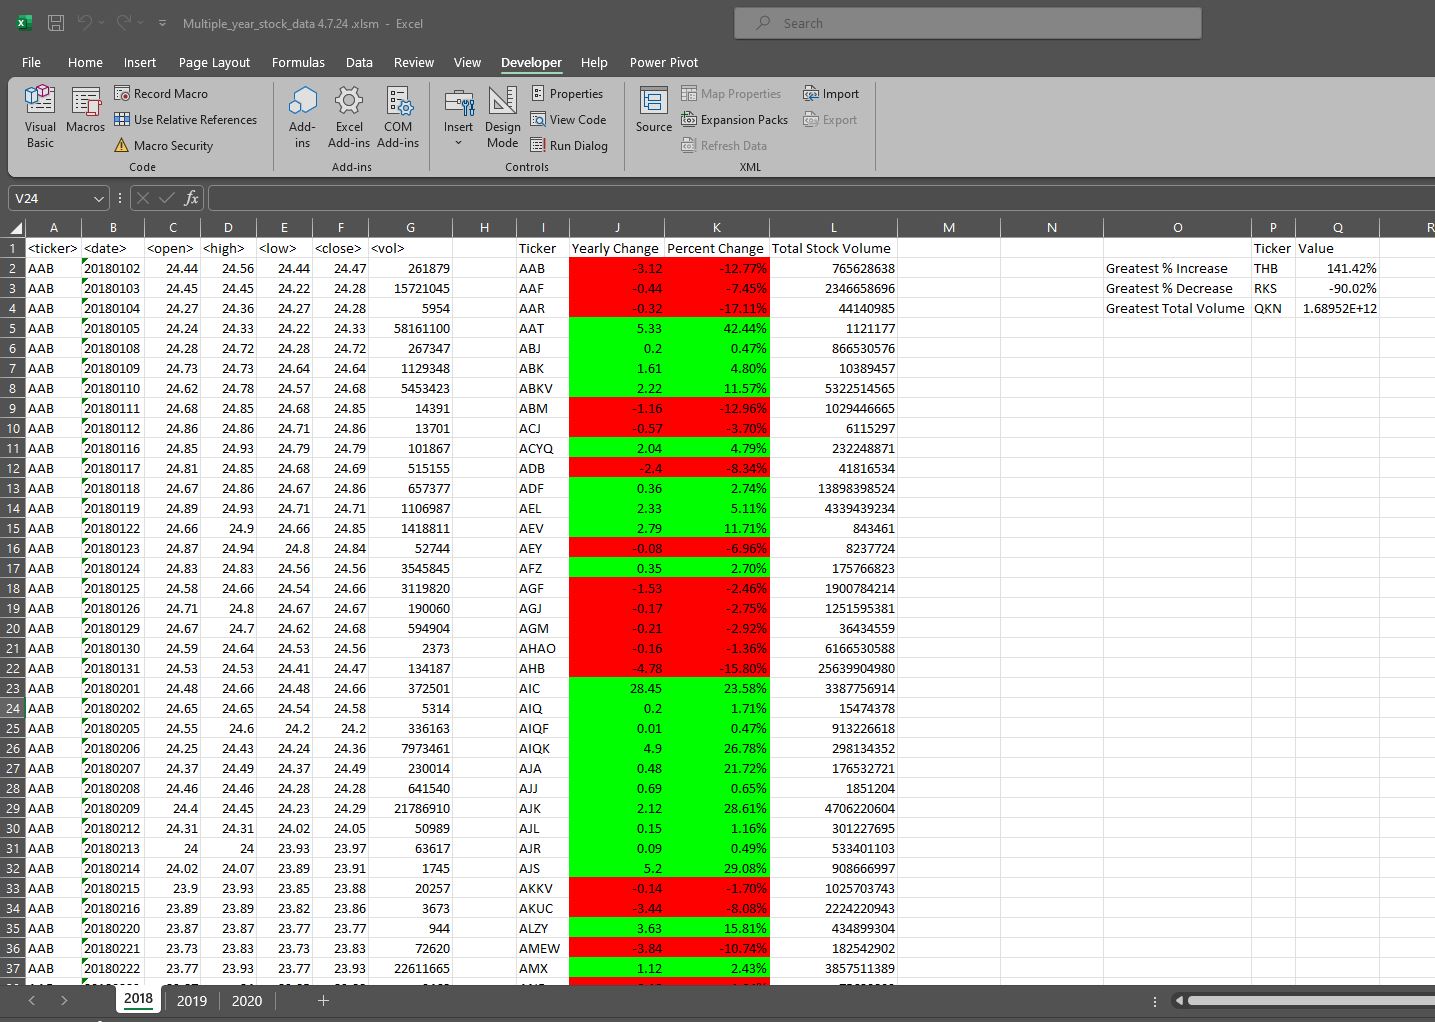 Multiple_year_stock_data 4.7.24 .xlsm - Excel
Search
File Home Insert Page Layout Formulas Data Review View Developer Help Power Pivot
Visual Basic Macros Record Macro Use Relative References Macro Security
Add-ins Excel Add-ins COM Add-ins
Insert Design Mode Properties View Code Run Dialog
Source Map Properties Expansion Packs Refresh Data Import Export
Code Add-ins Controls XML
V24 fx
A B C D E F G H I J K L M N O P Q R
1 <ticker> <date> <open> <high> <low> <close> <vol> Ticker Yearly Change Percent Change Total Stock Volume Ticker Value
2 AAB 20180102 24.44 24.56 24.44 24.47 261879 AAB -3.12 -12.77% 765628638 Greatest % Increase THB 141.42%
3 AAB 20180103 24.45 24.45 24.22 24.28 15721045 AAF -0.44 -7.45% 2346658696 Greatest % Decrease RKS -90.02%
4 AAB 20180104 24.27 24.36 24.27 24.28 5954 AAR -0.32 -17.11% 44140985 Greatest Total Volume QKN 1.68952E+12
5 AAB 20180105 24.24 24.33 24.22 24.33 58161100 AAT 5.33 42.44% 1121177
6 AAB 20180108 24.28 24.72 24.28 24.72 267347 ABJ 0.2 0.47% 866530576
7 AAB 20180109 24.73 24.73 24.64 24.64 1129348 ABK 1.61 4.80% 10389457
8 AAB 20180110 24.62 24.78 24.57 24.68 5453423 ABKV 2.22 11.57% 5322514565
9 AAB 20180111 24.68 24.85 24.68 24.85 14391 ABM -1.16 -12.96% 1029446665
10 AAB 20180112 24.86 24.86 24.71 24.86 13701 ACJ -0.57 -3.70% 6115297
11 AAB 20180116 24.85 24.93 24.79 24.79 101867 ACYQ 2.04 4.79% 232248871
12 AAB 20180117 24.81 24.85 24.68 24.69 515155 ADB -2.4 -8.34% 41816534
13 AAB 20180118 24.67 24.86 24.67 24.86 657377 ADF 0.36 2.74% 13898398524
14 AAB 20180119 24.89 24.93 24.71 24.71 1106987 AEL 2.33 5.11% 4339439234
15 AAB 20180122 24.66 24.9 24.66 24.85 1418811 AEV 2.79 11.71% 843461
16 AAB 20180123 24.87 24.94 24.8 24.84 52744 AEY -0.08 -6.96% 8237724
17 AAB 20180124 24.83 24.83 24.56 24.56 3545845 AFZ 0.35 2.70% 175766823
18 AAB 20180125 24.58 24.66 24.54 24.66 3119820 AGF -1.53 -2.46% 1900784214
19 AAB 20180126 24.71 24.8 24.67 24.67 190060 AGJ -0.17 -2.75% 1251595381
20 AAB 20180129 24.67 24.7 24.62 24.68 594904 AGM -0.21 -2.92% 36434559
21 AAB 20180130 24.59 24.64 24.53 24.56 2373 AHAO -0.16 -1.36% 6166530588
22 AAB 20180131 24.53 24.53 24.41 24.47 134187 AHB -4.78 -15.80% 25639904980
23 AAB 20180201 24.48 24.66 24.48 24.66 372501 AIC 28.45 23.58% 3387756914
24 AAB 20180202 24.65 24.65 24.54 24.58 5314 AIQ 0.2 1.71% 15474378
25 AAB 20180205 24.55 24.6 24.2 24.2 336163 AIQF 0.01 0.47% 913226618
26 AAB 20180206 24.25 24.43 24.24 24.36 7973461 AIQK 4.9 26.78% 298134352
27 AAB 20180207 24.37 24.49 24.37 24.49 230014 AJA 0.48 21.72% 176532721
28 AAB 20180208 24.46 24.46 24.28 24.28 641540 AJJ 0.69 0.65% 1851204
29 AAB 20180209 24.4 24.45 24.23 24.29 21786910 AJK 2.12 28.61% 4706220604
30 AAB 20180212 24.31 24.31 24.02 24.05 50989 AJL 0.15 1.16% 301227695
31 AAB 20180213 24 24 23.93 23.97 63617 AJR 0.09 0.49% 533401103
32 AAB 20180214 24.02 24.07 23.89 23.91 1745 AJS 5.2 29.08% 908666997
33 AAB 20180215 23.9 23.93 23.85 23.88 20257 AKKV -0.14 -1.70% 1025703743
34 AAB 20180216 23.89 23.89 23.82 23.86 3673 AKUC -3.44 -8.08% 2224220943
35 AAB 20180220 23.87 23.87 23.77 23.77 944 ALZY 3.63 15.81% 434899304
36 AAB 20180221 23.73 23.83 23.73 23.83 72620 AMEW -3.84 -10.74% 182542902
37 AAB 20180222 23.77 23.93 23.77 23.93 22611665 AMX 1.12 2.43% 3857511389
2018 2019 2020